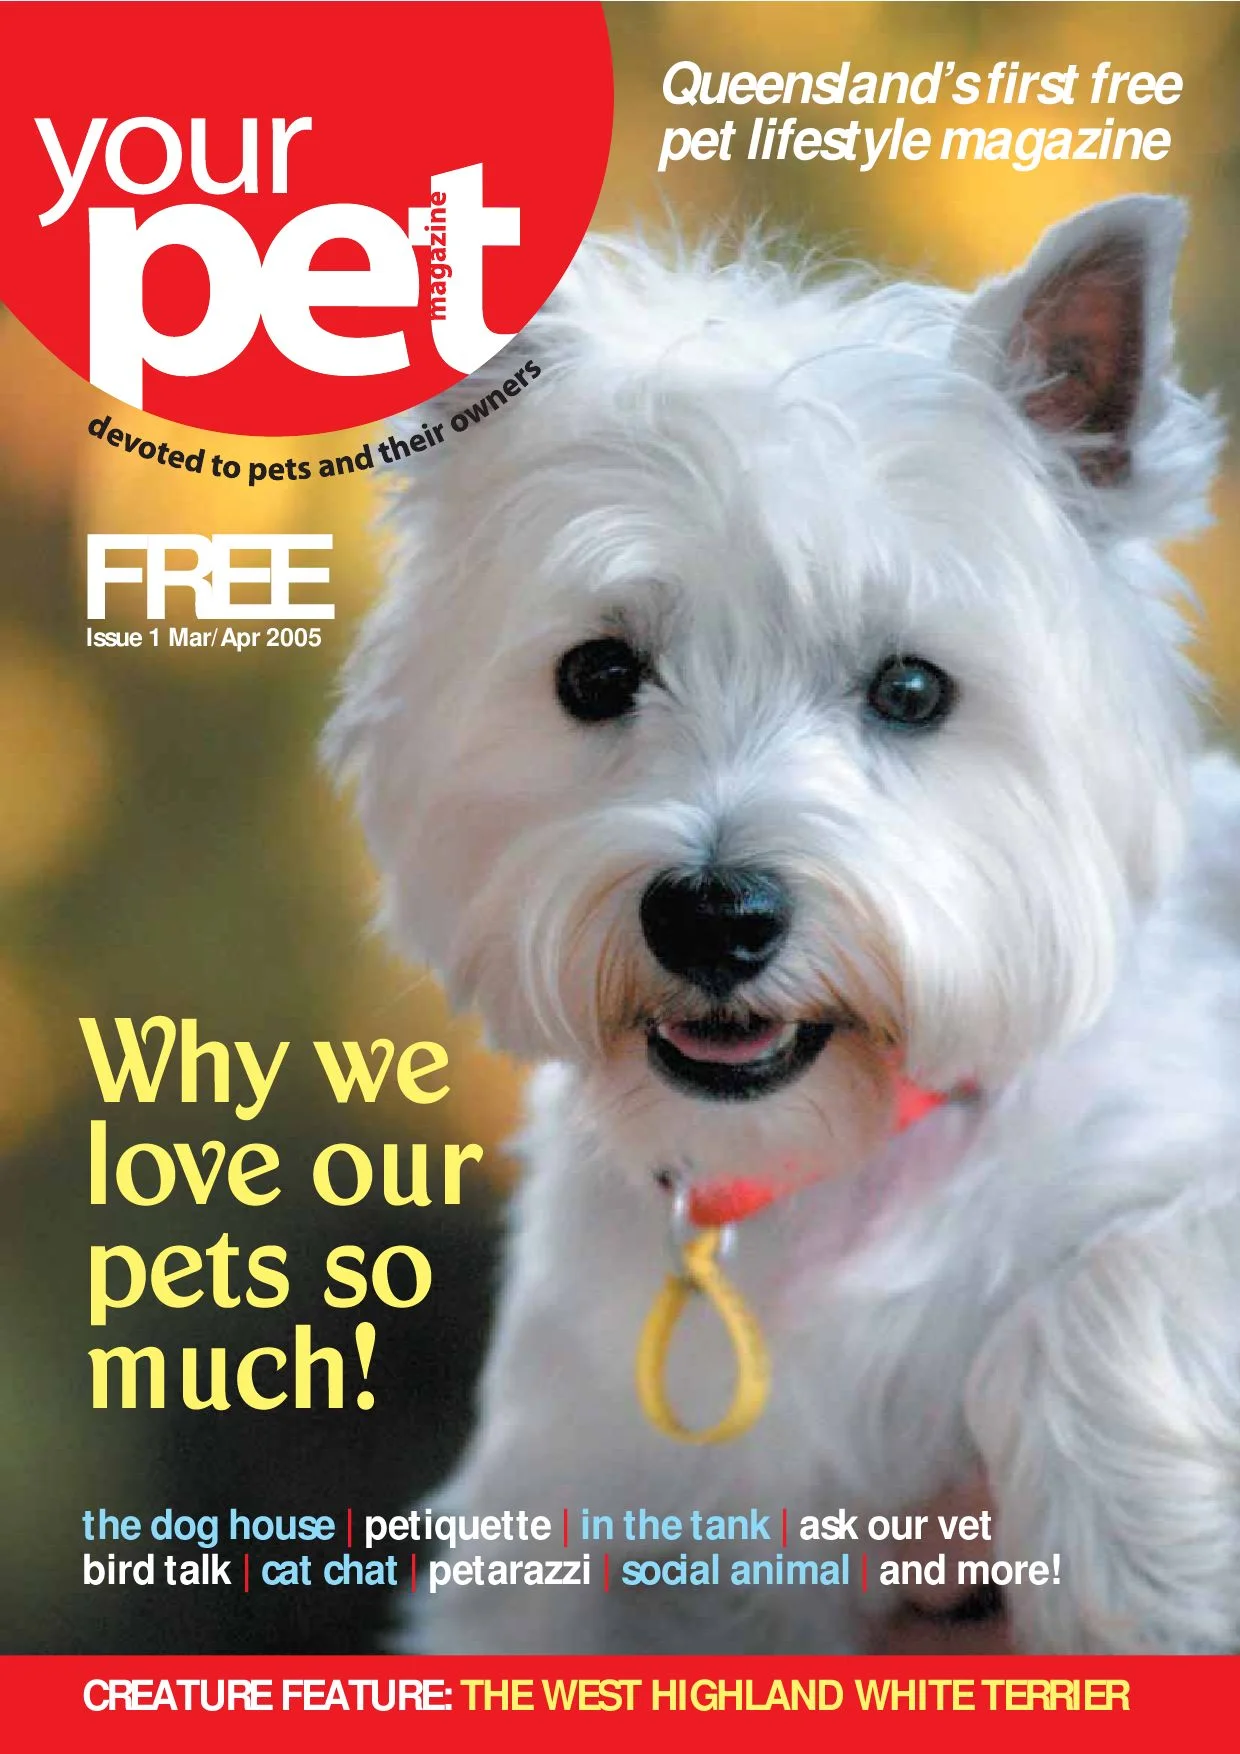 your
pet
magazine
devoted to pets and their owners
Queensland's first free
pet lifestyle magazine
FREE
Issue 1 Mar/Apr 2005
Why we
love our
pets so
much!
the dog house | petiquette | in the tank | ask our vet
bird talk | cat chat | petarazzi | social animal | and more!
CREATURE FEATURE: THE WEST HIGHLAND WHITE TERRIER